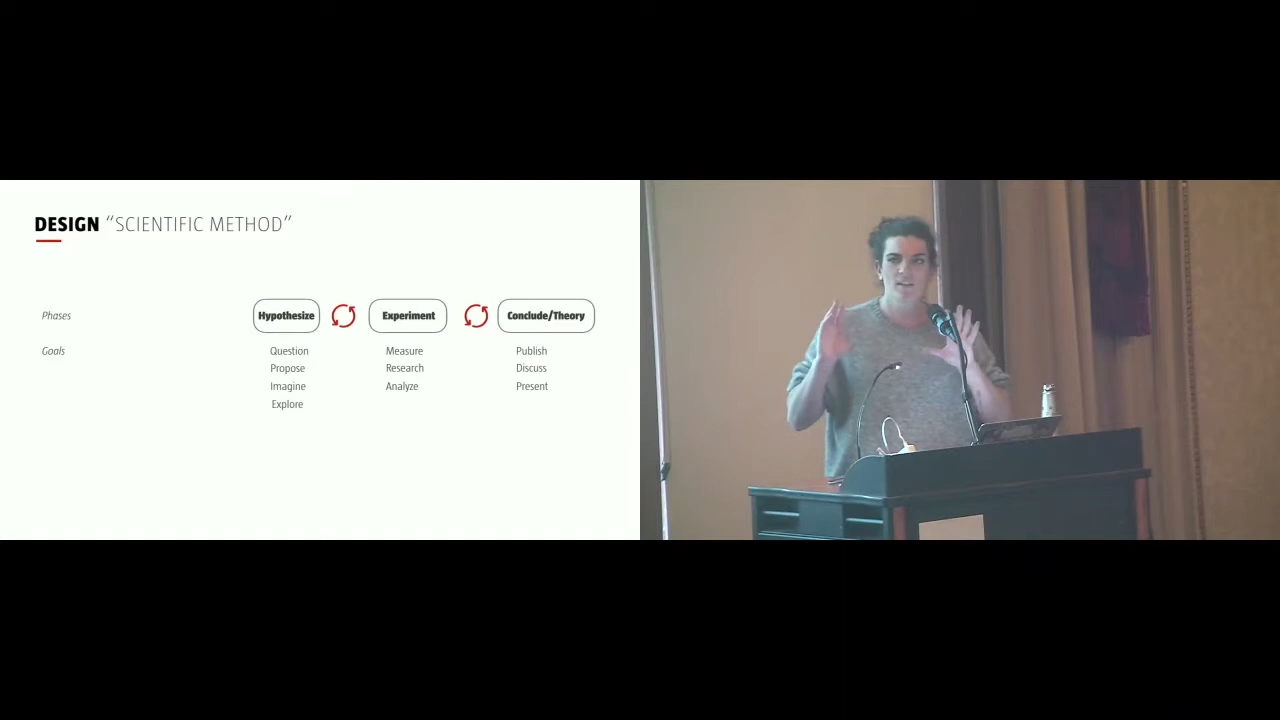 DESIGN “SCIENTIFIC METHOD”
Phases Hypothesize Experiment Conclude/Theory
Goals Question Measure Publish
Propose Research Discuss
Imagine Analyze Present
Explore